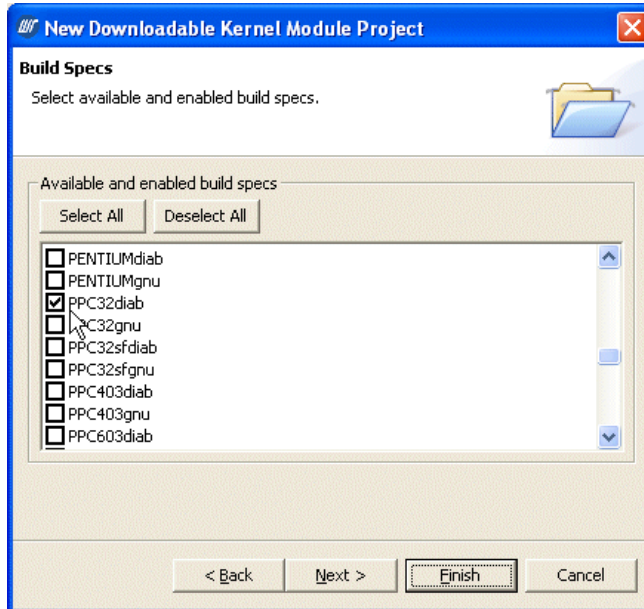 New Downloadable Kernel Module Project
Build Specs
Select available and enabled build specs.
Available and enabled build specs
Select All Deselect All
PENTIUMdiab
PENTIUMgnu
PPC32diab
PPC32gnu
PPC32sfdiab
PPC32sfgnu
PPC403diab
PPC403gnu
PPC603diab
< Back Next > Finish Cancel